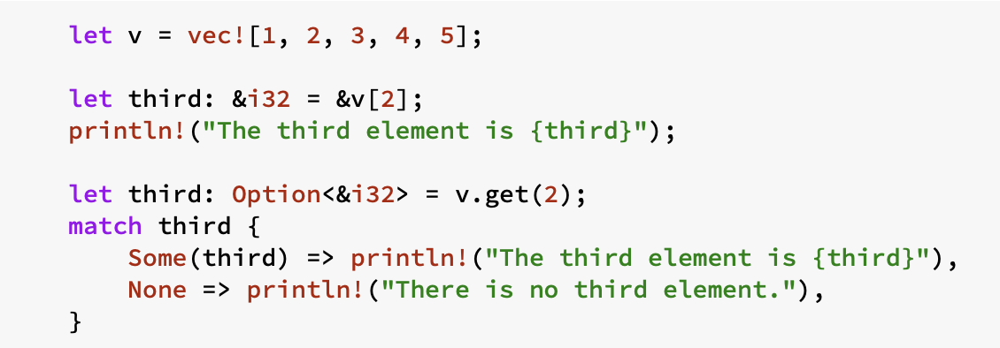 let v = vec![1, 2, 3, 4, 5];
let third: &i32 = &v[2];
println!("The third element is {third}");
let third: Option<&i32> = v.get(2);
match third {
    Some(third) => println!("The third element is {third}"),
    None => println!("There is no third element."),
}